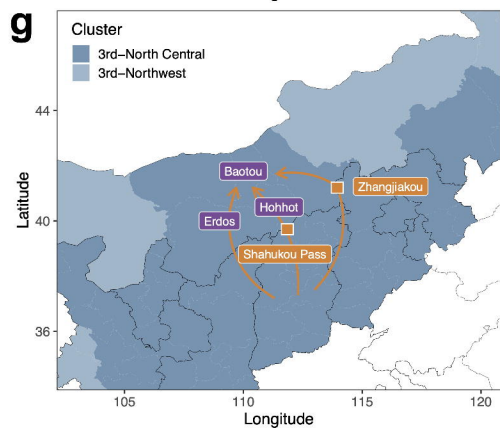 g
Cluster
3rd-North Central
3rd-Northwest
44
40
36
Latitude
Baotou
Zhangjiakou
Hohhot
Erdos
Shahukou Pass
105
110
115
120
Longitude